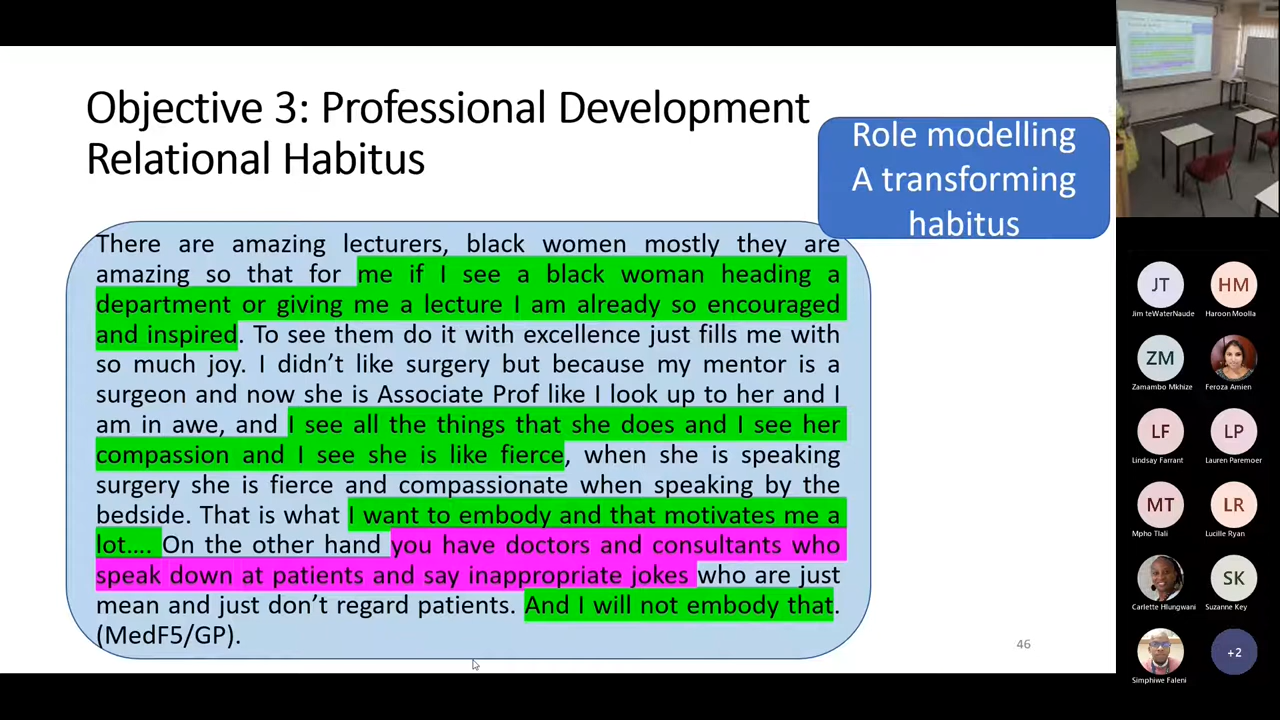 Objective 3: Professional Development
Relational Habitus
Role modelling
A transforming
habitus
There are amazing lecturers, black women mostly they are
amazing so that for me if I see a black woman heading a
department or giving me a lecture I am already so encouraged
and inspired. To see them do it with excellence just fills me with
so much joy. I didn’t like surgery but because my mentor is a
surgeon and now she is Associate Prof like I look up to her and I
am in awe, and I see all the things that she does and I see her
compassion and I see she is like fierce, when she is speaking
surgery she is fierce and compassionate when speaking by the
bedside. That is what I want to embody and that motivates me a
lot…. On the other hand you have doctors and consultants who
speak down at patients and say inappropriate jokes who are just
mean and just don’t regard patients. And I will not embody that.
(MedF5/GP).
46
JT
HM
Jim teWaterNaude
Haroon Moolla
ZM
Zamambo Mkhize
Feroza Amien
LF
LP
Lindsay Farrant
Lauren Paremoer
MT
LR
Mpho Tlali
Lucille Ryan
SK
Carlette Hlungwani
Suzanne Key
+2
Simphiwe Faleni